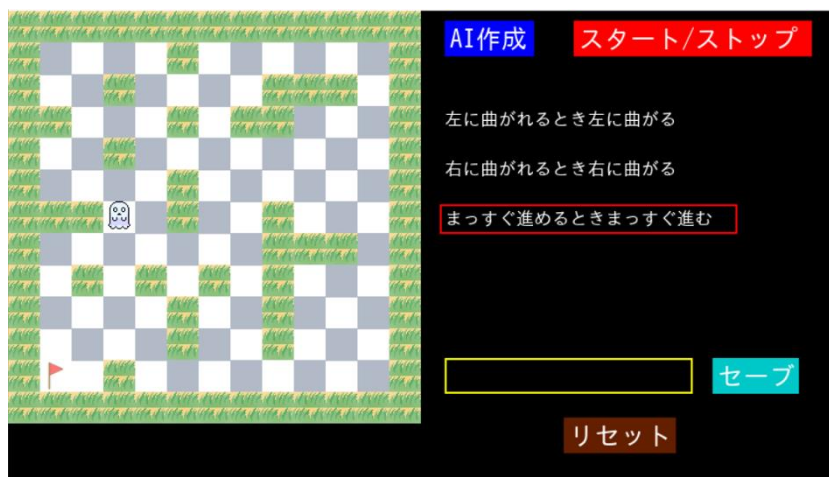 AI作成
スタート/ストップ
左に曲がれるとき左に曲がる
右に曲がれるとき右に曲がる
まっすぐ進めるときまっすぐ進む
セーブ
リセット